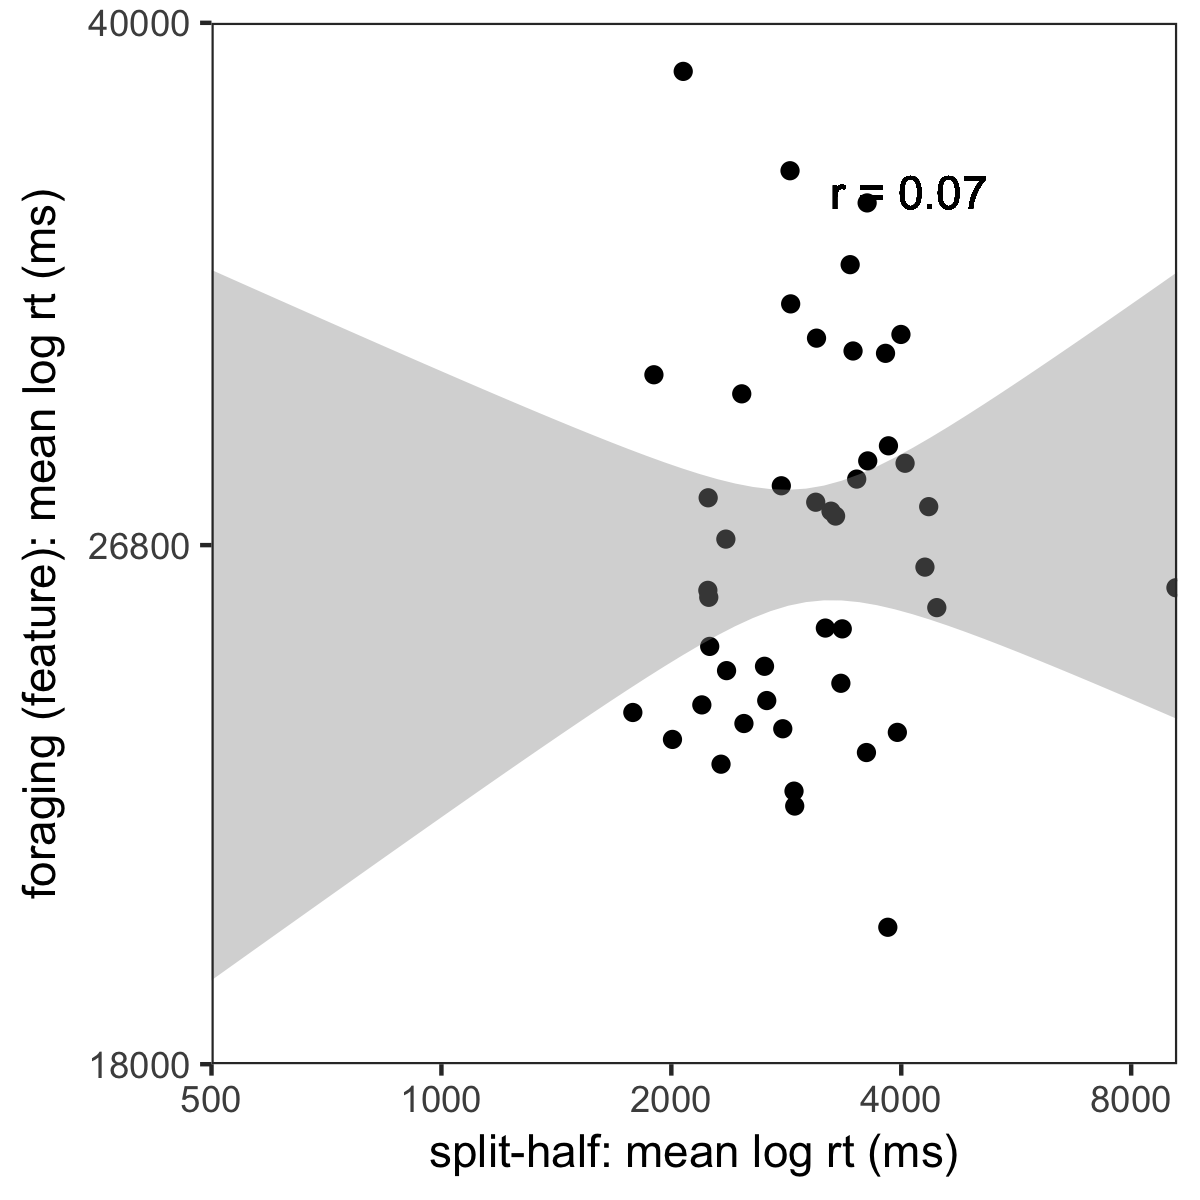 40000
r = 0.07
26800
18000
500 1000 2000 4000 8000
split-half: mean log rt (ms)
foraging (feature): mean log rt (ms)